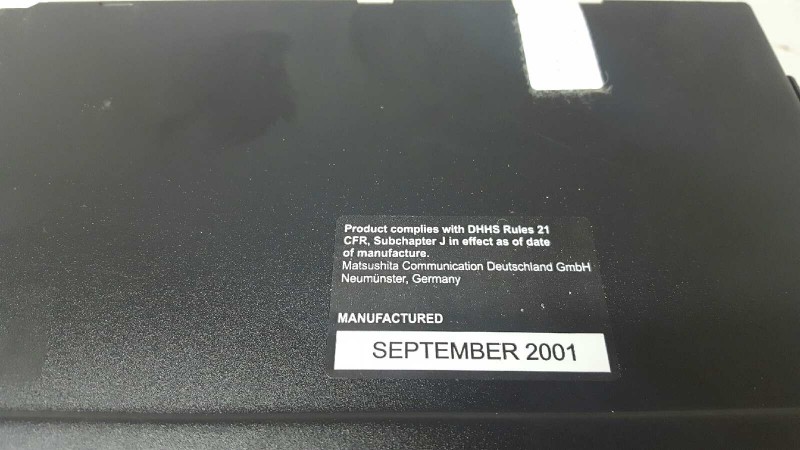 Product complies with DHHS Rules 21
CFR, Subchapter J in effect as of date
of manufacture.
Matsushita Communication Deutschland GmbH
Neumünster, Germany
MANUFACTURED
SEPTEMBER 2001